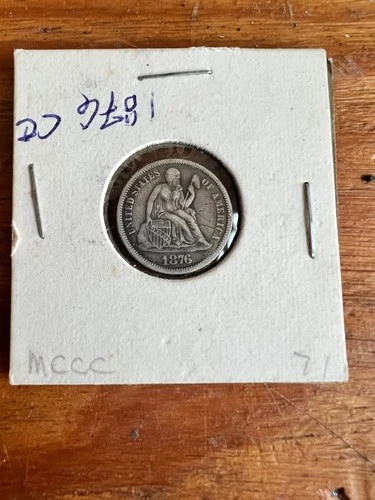 1876 CC
UNITED STATES OF AMERICA
1876
MCCC 71